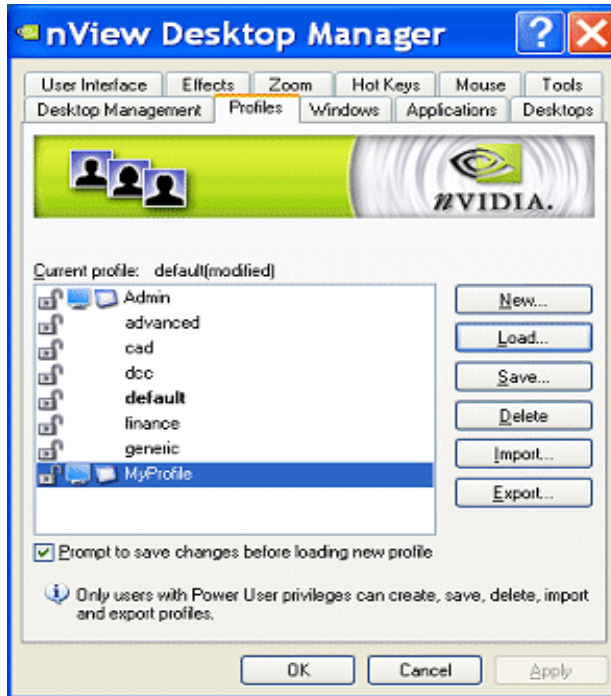 nView Desktop Manager
User Interface Effects Zoom Hot Keys Mouse Tools
Desktop Management Profiles Windows Applications Desktops
nVIDIA.
Current profile: default(modified)
Admin
advanced
cad
dcc
default
finance
generic
MyProfile
New...
Load...
Save...
Delete
Import...
Export...
Prompt to save changes before loading new profile
Only users with Power User privileges can create, save, delete, import
and export profiles.
OK Cancel Apply